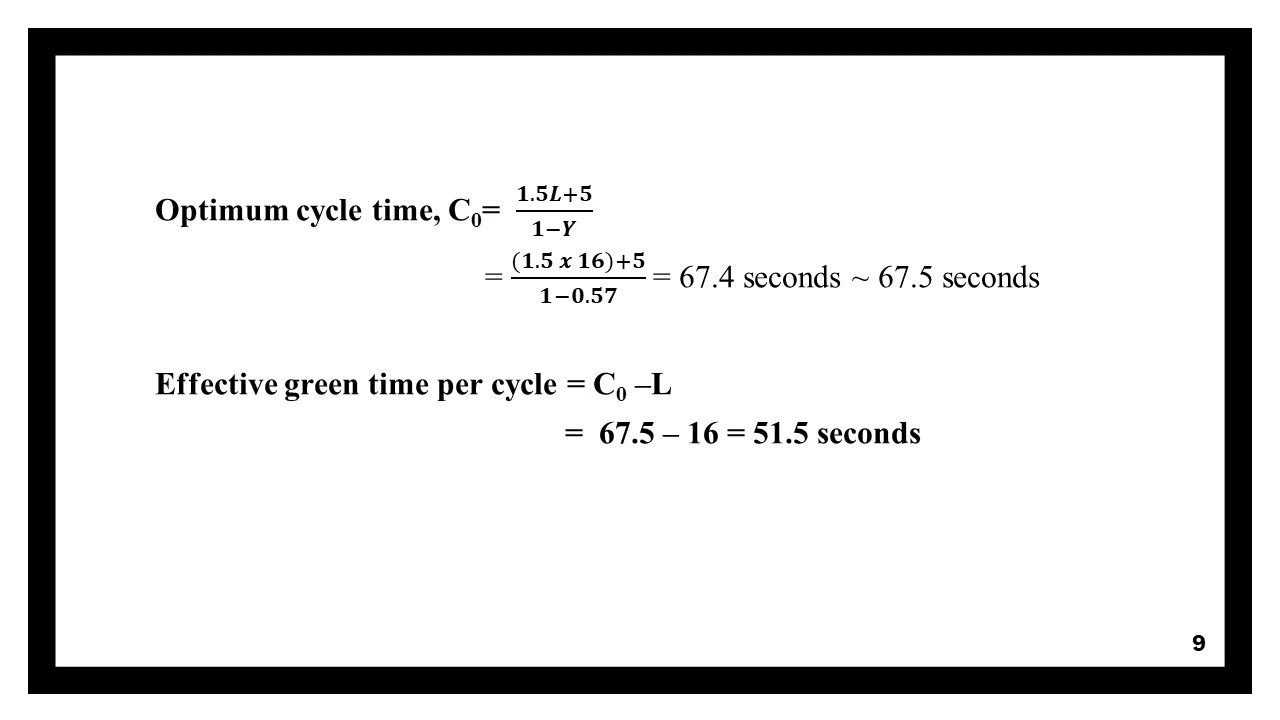 Optimum cycle time, C₀= (1.5L+5)/(1−Y)
= ((1.5 x 16)+5)/(1−0.57) = 67.4 seconds ~ 67.5 seconds
Effective green time per cycle = C₀ –L
= 67.5 – 16 = 51.5 seconds
9